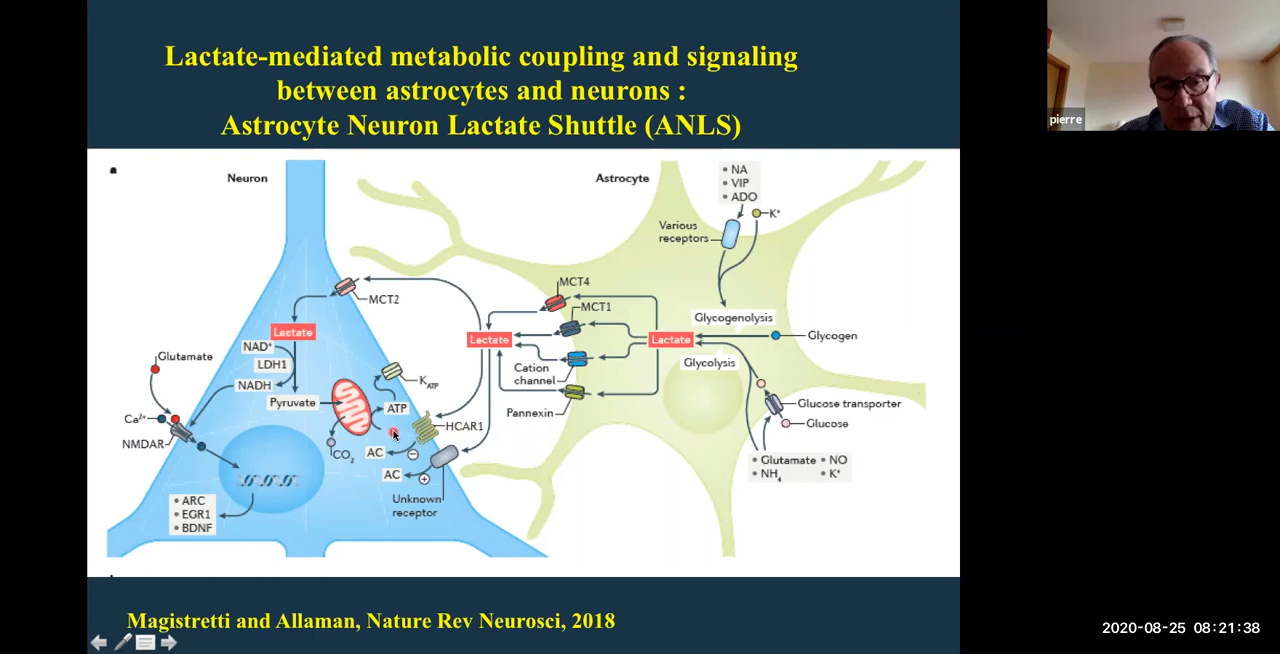 Lactate-mediated metabolic coupling and signaling
between astrocytes and neurons :
Astrocyte Neuron Lactate Shuttle (ANLS)
pierre
a
Neuron
Astrocyte
• NA
• VIP
• ADO
K⁺
Various
receptors
MCT2
MCT4
MCT1
Glycogenolysis
Lactate
Lactate
Lactate
Glycogen
NAD⁺
LDH1
NADH
Glutamate
Cation
channel
Glycolysis
K_ATP
Pyruvate
ATP
Pannexin
Glucose transporter
Glucose
Ca²⁺
NMDAR
HCAR1
CO₂
AC
−
AC
+
• Glutamate • NO
• NH₄ • K⁺
Unknown
receptor
• ARC
• EGR1
• BDNF
Magistretti and Allaman, Nature Rev Neurosci, 2018
2020-08-25 08:21:38